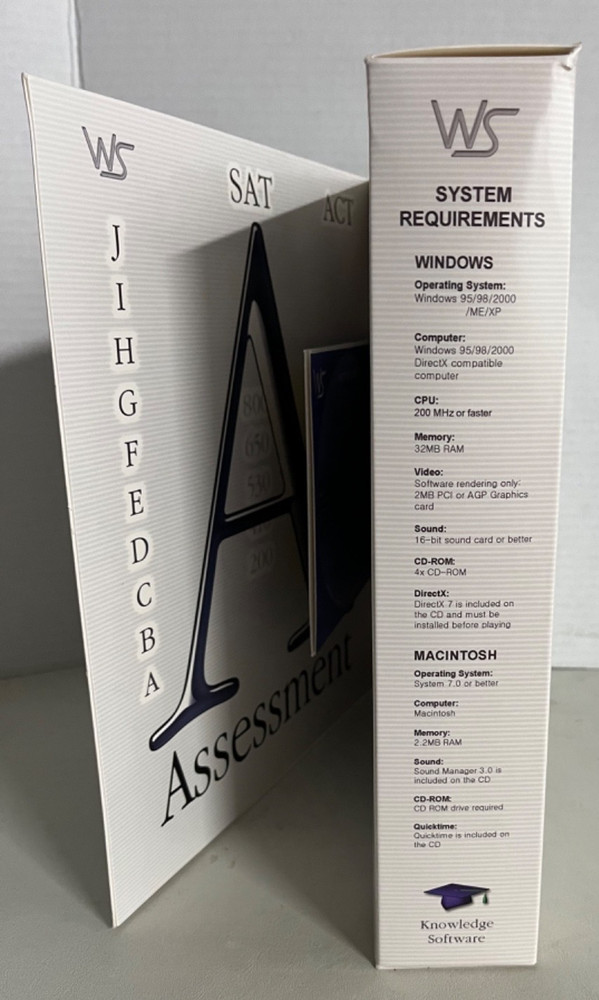 WS
SAT
ACT
J
I
H
G
F
E
D
C
B
A
800
650
530
200
Assessment
WS
WS
SYSTEM
REQUIREMENTS
WINDOWS
Operating System:
Windows 95/98/2000
/ME/XP
Computer:
Windows 95/98/2000
DirectX compatible
computer
CPU:
200 MHz or faster
Memory:
32MB RAM
Video:
Software rendering only:
2MB PCI or AGP Graphics
card
Sound:
16-bit sound card or better
CD-ROM:
4x CD-ROM
DirectX:
DirectX 7 is included on
the CD and must be
installed before playing
MACINTOSH
Operating System:
System 7.0 or better
Computer:
Macintosh
Memory:
2.2MB RAM
Sound:
Sound Manager 3.0 is
included on the CD
CD-ROM:
CD ROM drive required
Quicktime:
Quicktime is included on
the CD
Knowledge
Software